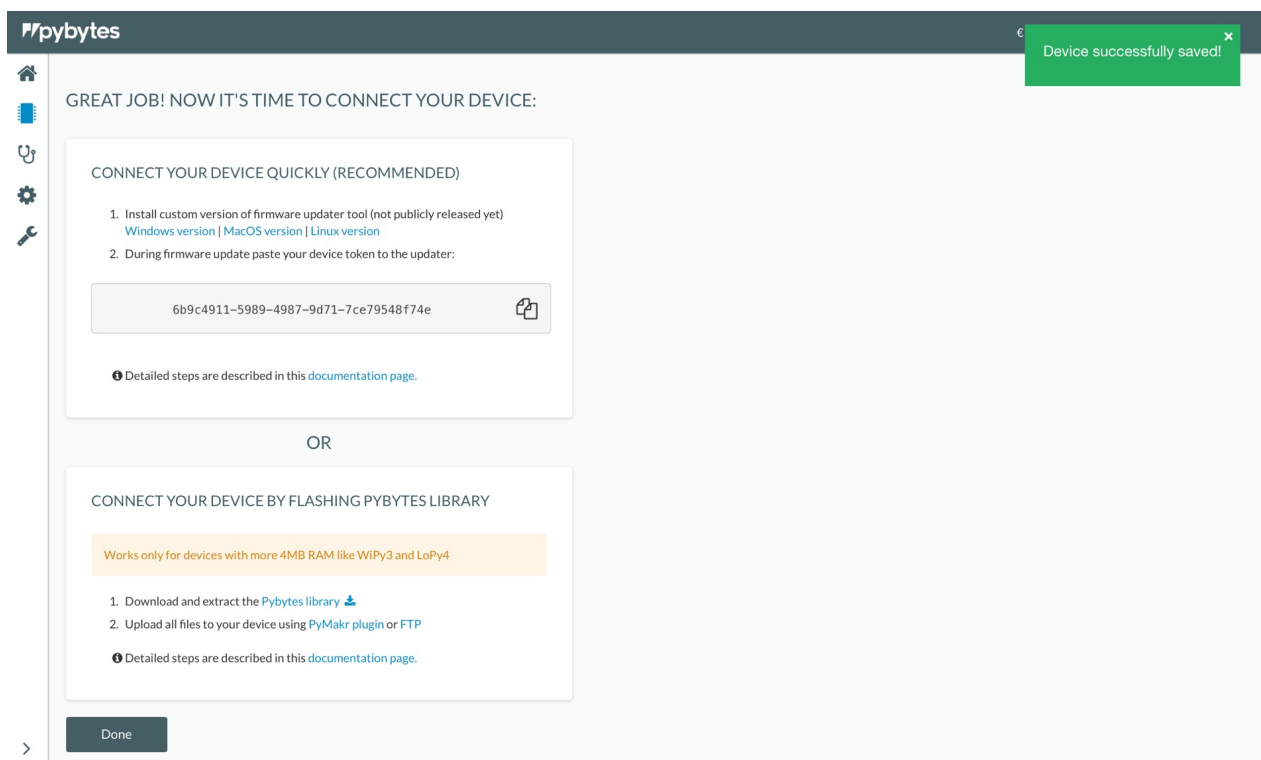 pybytes
€
Device successfully saved!
×
GREAT JOB! NOW IT'S TIME TO CONNECT YOUR DEVICE:
CONNECT YOUR DEVICE QUICKLY (RECOMMENDED)
1. Install custom version of firmware updater tool (not publicly released yet)
Windows version | MacOS version | Linux version
2. During firmware update paste your device token to the updater:
6b9c4911-5989-4987-9d71-7ce79548f74e
Detailed steps are described in this documentation page.
OR
CONNECT YOUR DEVICE BY FLASHING PYBYTES LIBRARY
Works only for devices with more 4MB RAM like WiPy3 and LoPy4
1. Download and extract the Pybytes library
2. Upload all files to your device using PyMakr plugin or FTP
Detailed steps are described in this documentation page.
Done